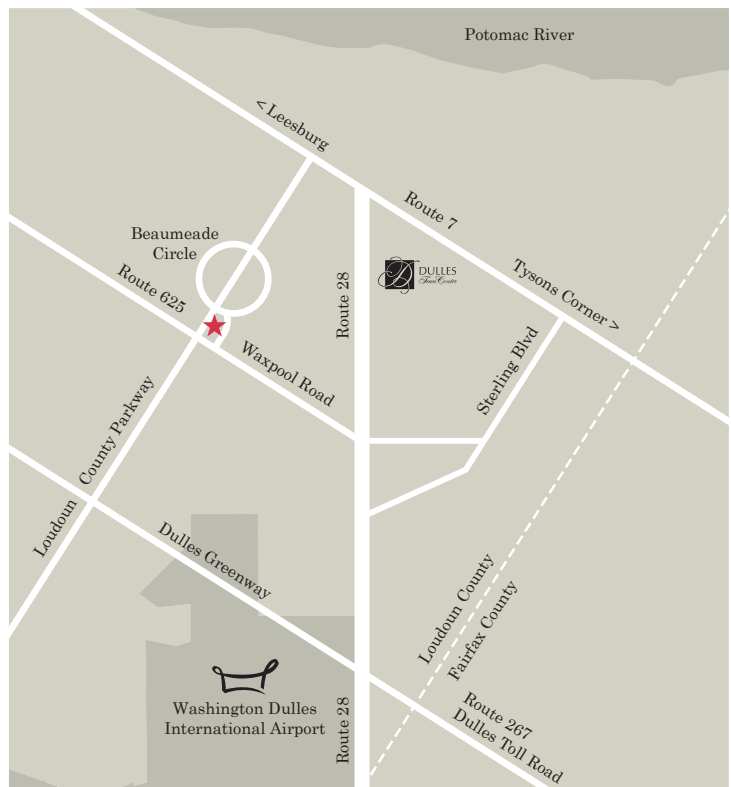 Potomac River
< Leesburg
Route 7
Beaumeade
Circle
Route 625
Route 28
DULLES
Town Center
Tysons Corner >
Waxpool Road
Sterling Blvd
Loudoun County Parkway
Dulles Greenway
Loudoun County
Fairfax County
Washington Dulles
International Airport
Route 28
Route 267
Dulles Toll Road